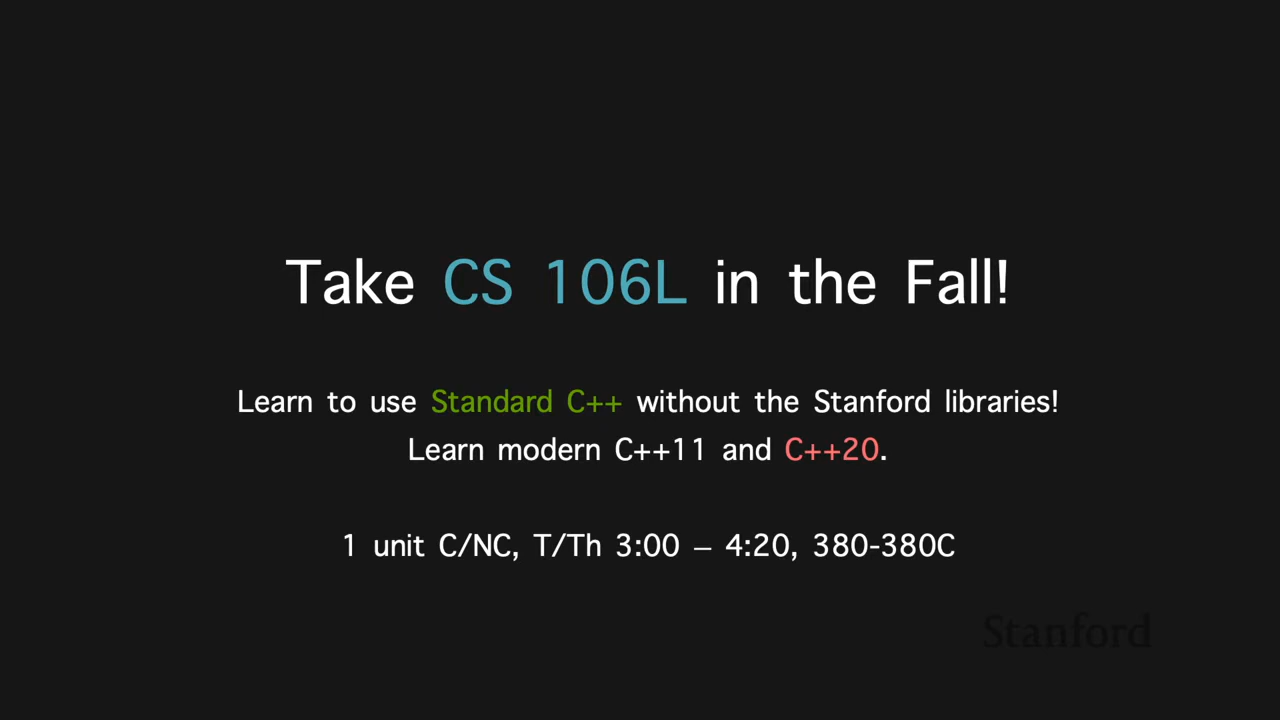 Take CS 106L in the Fall!
Learn to use Standard C++ without the Stanford libraries!
Learn modern C++11 and C++20.
1 unit C/NC, T/Th 3:00 – 4:20, 380-380C
Stanford